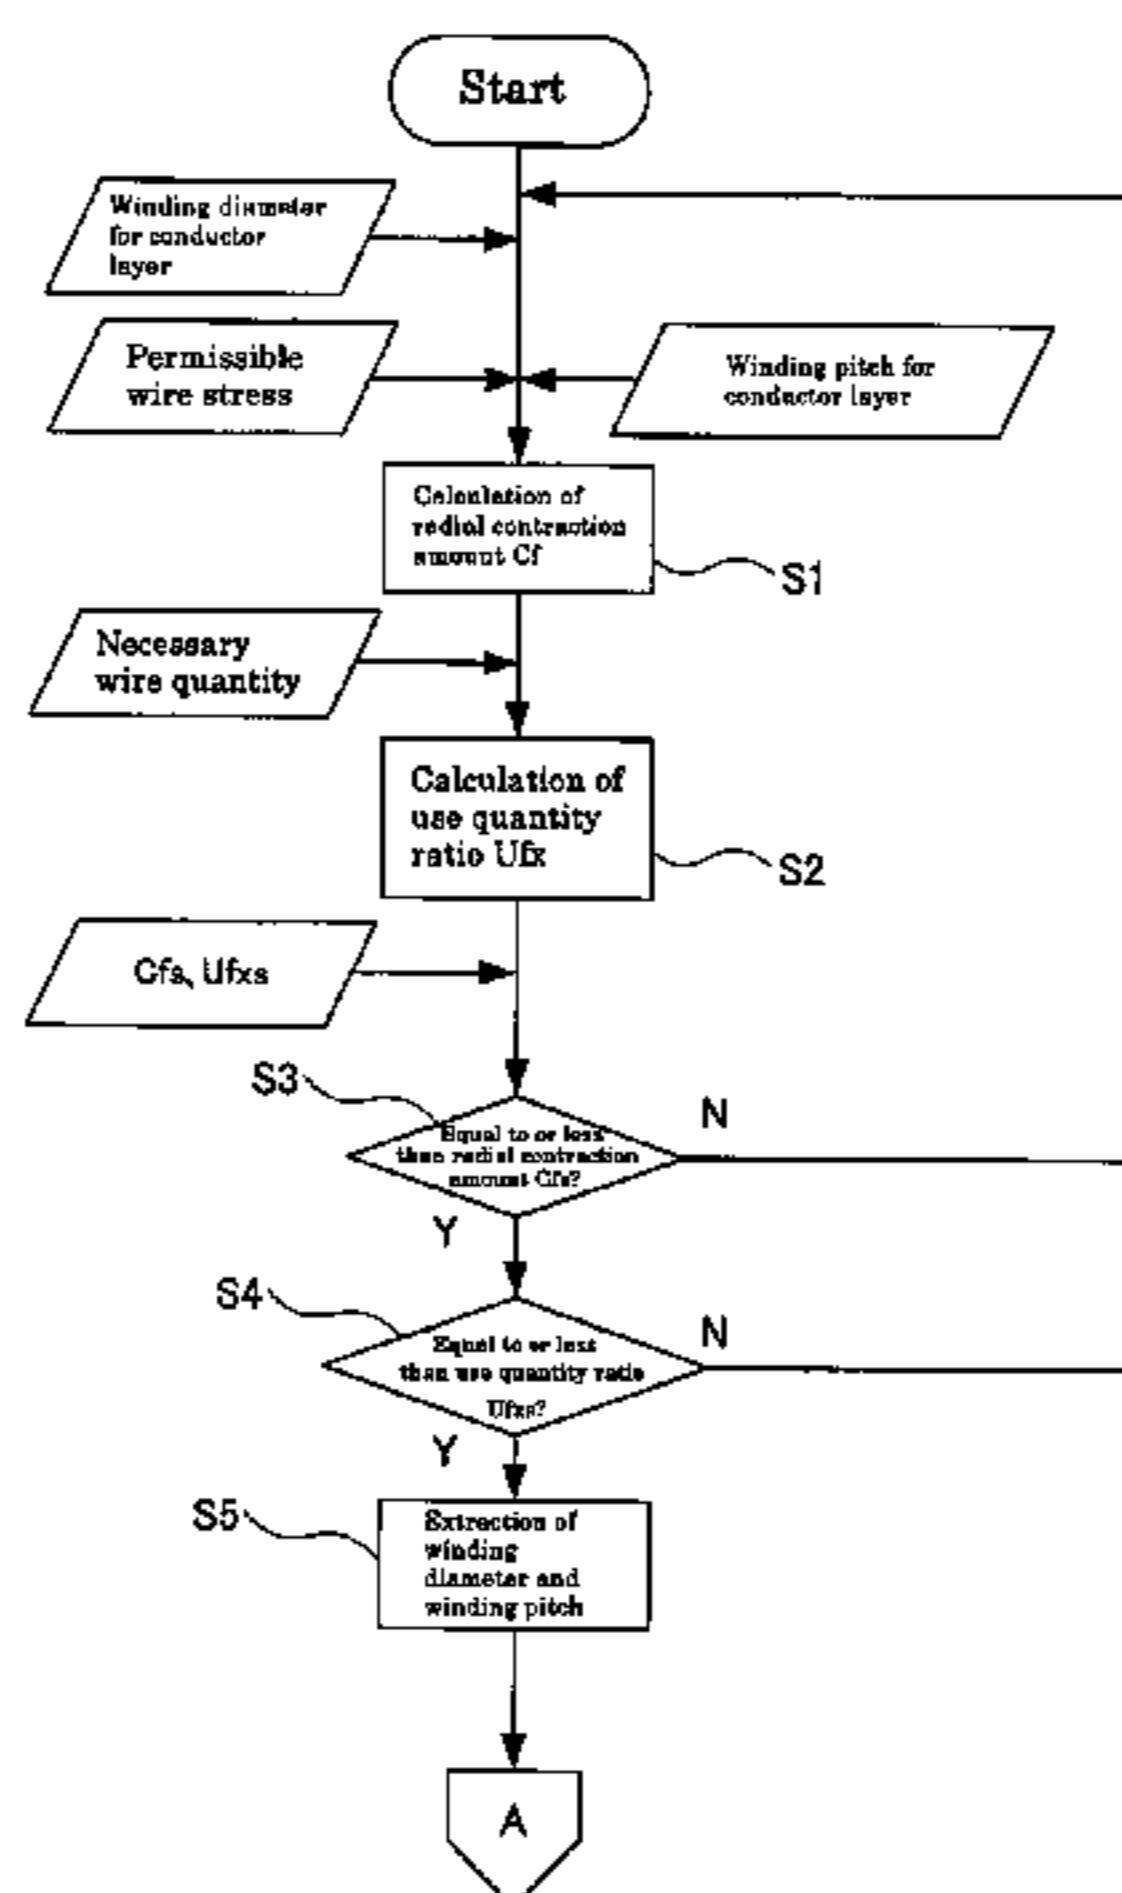 Start
Winding diameter
for conductor
layer
Permissible
wire stress
Winding pitch for
conductor layer
Calculation of
radial contraction
amount Cf
S1
Necessary
wire quantity
Calculation of
use quantity
ratio Ufx
S2
Cfs, Ufxs
S3
N
Equal to or less
than radial contraction
amount Cfs?
Y
S4
N
Equal to or less
than use quantity ratio
Ufxs?
Y
S5
Extraction of
winding
diameter and
winding pitch
A